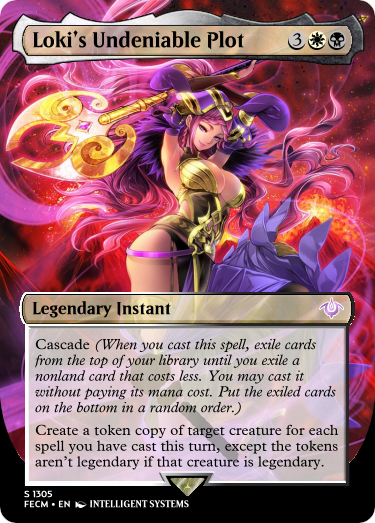 Loki's Undeniable Plot 3
Legendary Instant
Cascade (When you cast this spell, exile cards
from the top of your library until you exile a
nonland card that costs less. You may cast it
without paying its mana cost. Put the exiled cards
on the bottom in a random order.)
Create a token copy of target creature for each
spell you have cast this turn, except the tokens
aren't legendary if that creature is legendary.
S 1305
FECM • EN INTELLIGENT SYSTEMS